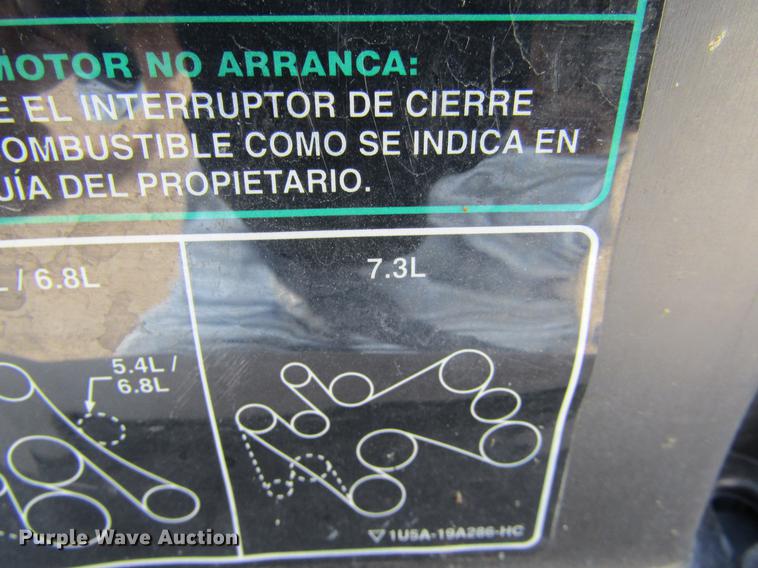 MOTOR NO ARRANCA:
EL INTERRUPTOR DE CIERRE
OMBUSTIBLE COMO SE INDICA EN
UÍA DEL PROPIETARIO.
/ 6.8L
7.3L
5.4L /
6.8L
1U5A-19A286-HC
Purple Wave Auction